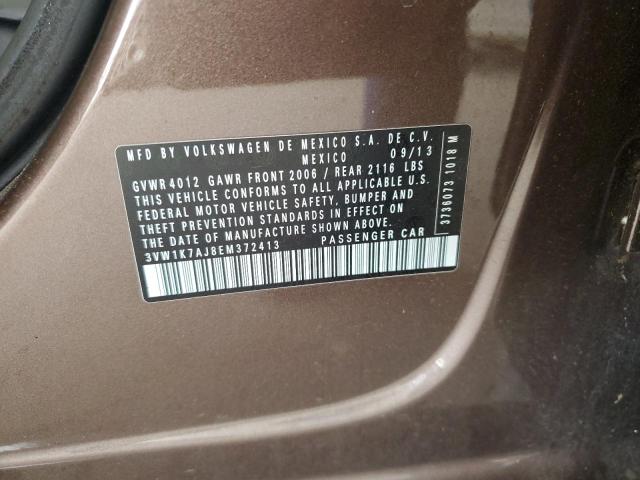 MFD BY VOLKSWAGEN DE MEXICO S.A. DE C.V.
MEXICO 09/13
GVWR 4012 GAWR FRONT 2006 / REAR 2116 LBS
THIS VEHICLE CONFORMS TO ALL APPLICABLE U.S.
FEDERAL MOTOR VEHICLE SAFETY, BUMPER AND
THEFT PREVENTION STANDARDS IN EFFECT ON
THE DATE OF MANUFACTURE SHOWN ABOVE.
3VW1K7AJ8EM372413 PASSENGER CAR
3736073 1018 M